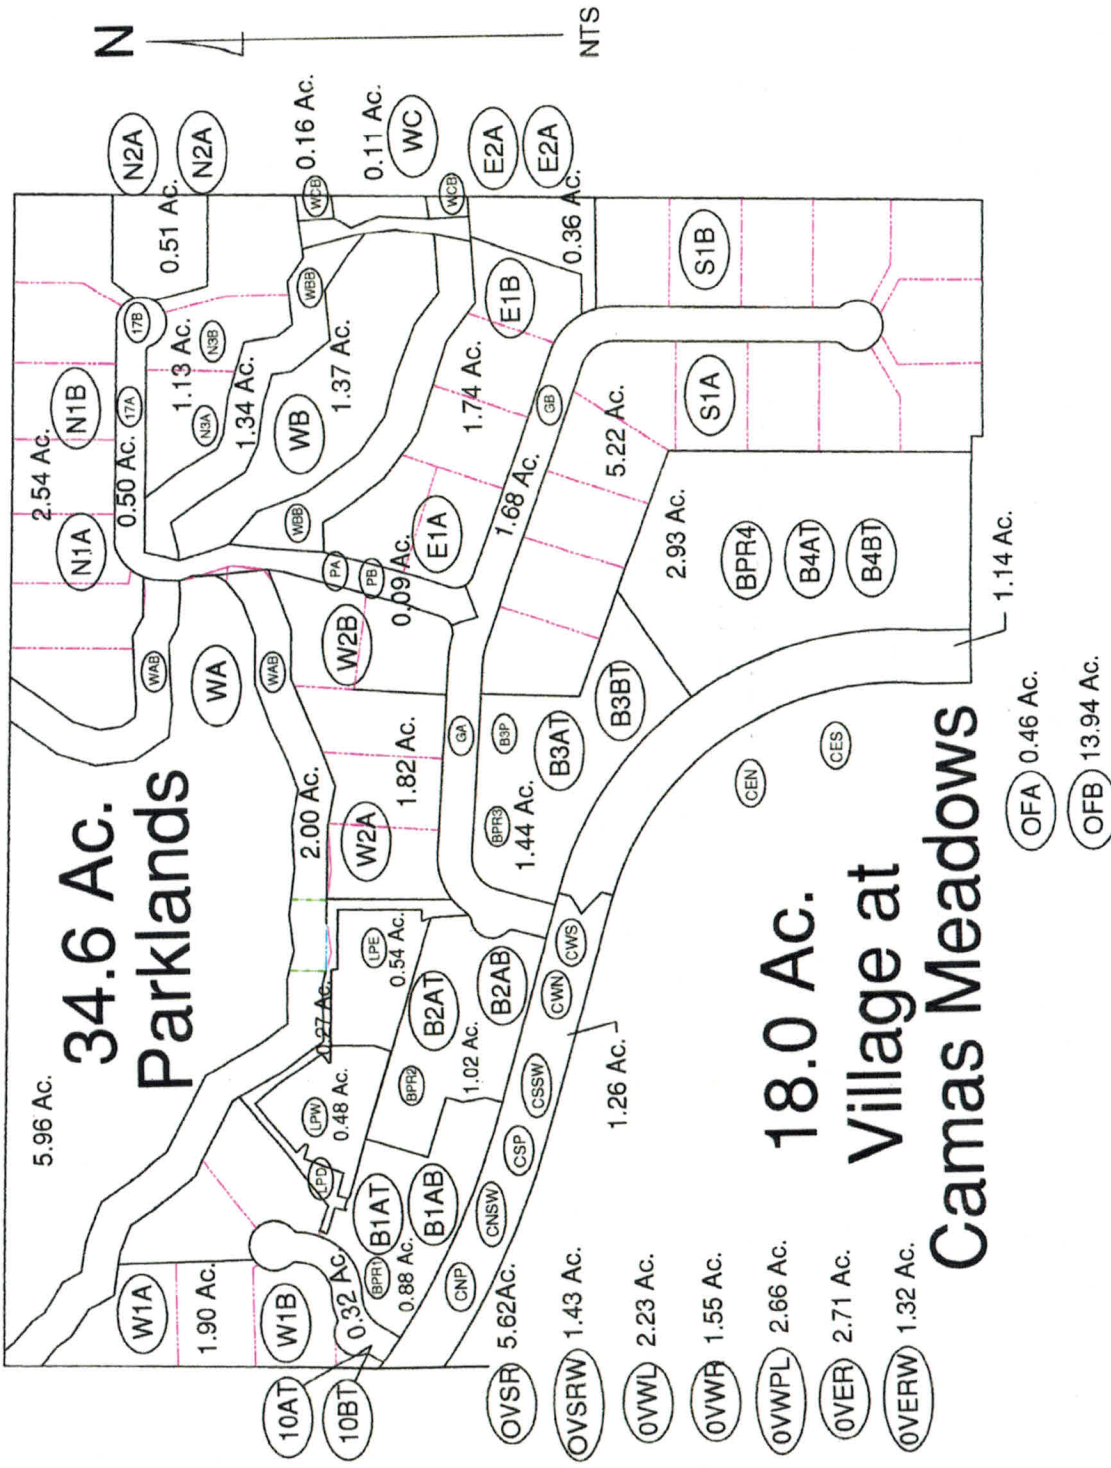 N
NTS
N2A
N2A
0.16 Ac.
0.11 Ac.
WC
E2A
E2A
0.51 Ac.
WCB
WCB
0.36 Ac.
S1B
17B
N3B
WBB
E1B
2.54 Ac.
N1B
17A
0.50 Ac.
1.13 Ac.
N3A
1.34 Ac.
WB
1.37 Ac.
1.74 Ac.
GB
S1A
5.22 Ac.
N1A
WBB
PA
PB
0.09 Ac.
E1A
1.68 Ac.
2.93 Ac.
BPR4
B4AT
B4BT
1.14 Ac.
WAB
WA
WAB
W2B
GA
B3P
B3AT
B3BT
34.6 Ac.
Parklands
2.00 Ac.
W2A
1.82 Ac.
BPR3
1.44 Ac.
CEN
CES
5.96 Ac.
0.27 Ac.
LPE
0.54 Ac.
B2AT
B2AB
CWS
CWN
LPW
0.48 Ac.
BPR2
1.02 Ac.
CSSW
1.26 Ac.
LPD
CSP
W1A
1.90 Ac.
W1B
0.32 Ac.
B1AT
B1AB
BPR1
0.88 Ac.
CNSW
CNP
10AT
10BT
18.0 Ac.
Village at
Camas Meadows
OVSR 5.62Ac.
OVSRW 1.43 Ac.
0VWL 2.23 Ac.
0VWR 1.55 Ac.
0VWPL 2.66 Ac.
0VER 2.71 Ac.
0VERW 1.32 Ac.
OFA 0.46 Ac.
OFB 13.94 Ac.